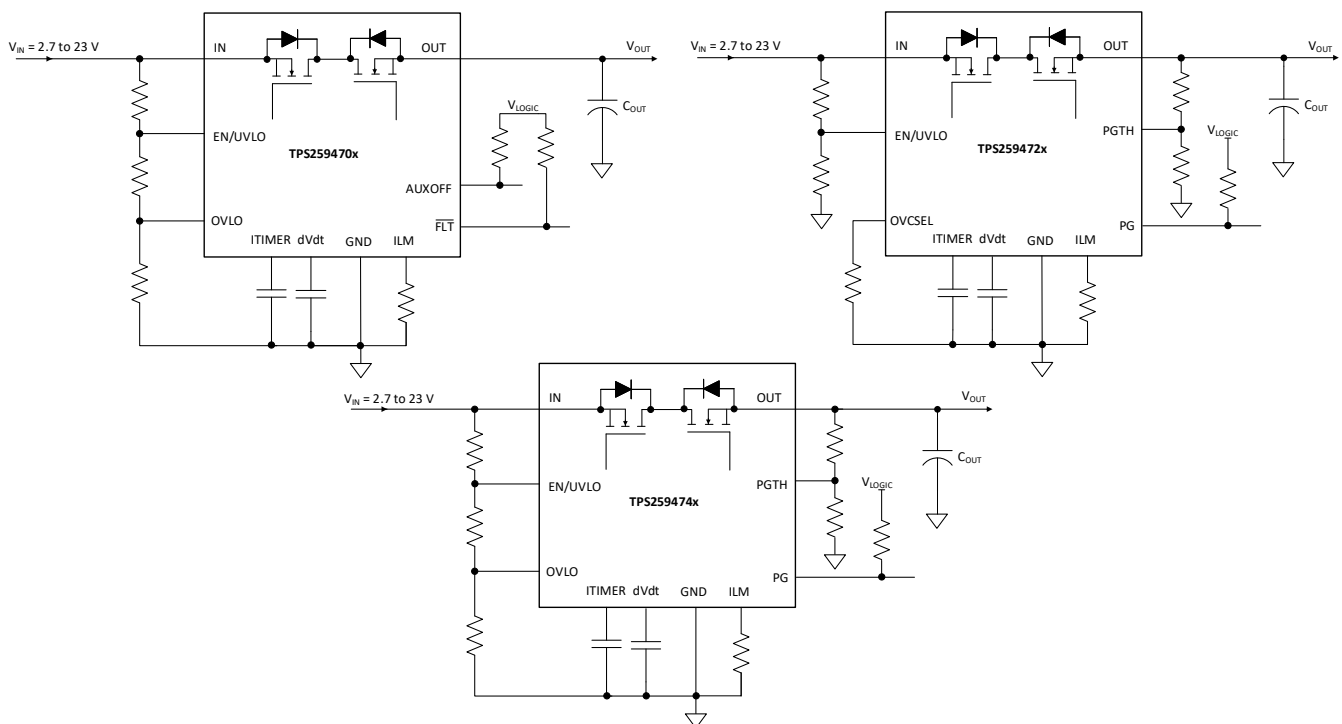 V_IN = 2.7 to 23 V
IN
OUT
V_OUT
C_OUT
V_LOGIC
EN/UVLO
TPS259470x
AUXOFF
OVLO
FLT
ITIMER dVdt GND ILM
V_IN = 2.7 to 23 V
IN
OUT
V_OUT
C_OUT
PGTH
V_LOGIC
EN/UVLO
TPS259472x
OVCSEL
PG
ITIMER dVdt GND ILM
V_IN = 2.7 to 23 V
IN
OUT
V_OUT
C_OUT
EN/UVLO
PGTH
V_LOGIC
TPS259474x
OVLO
PG
ITIMER dVdt GND ILM